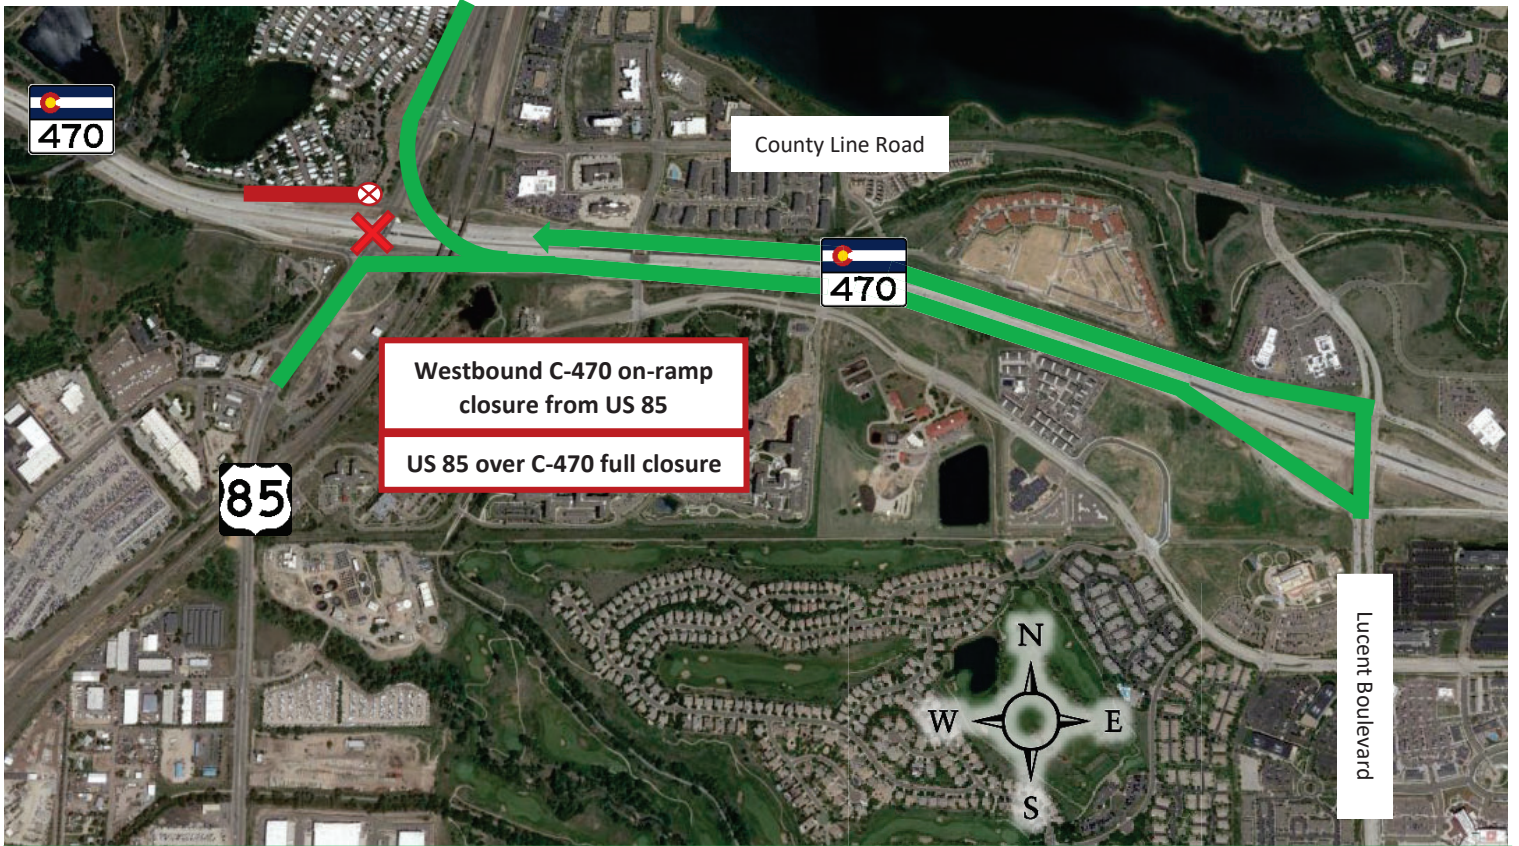 470
County Line Road
470
Westbound C-470 on-ramp
closure from US 85
US 85 over C-470 full closure
85
Lucent Boulevard
N
W E
S